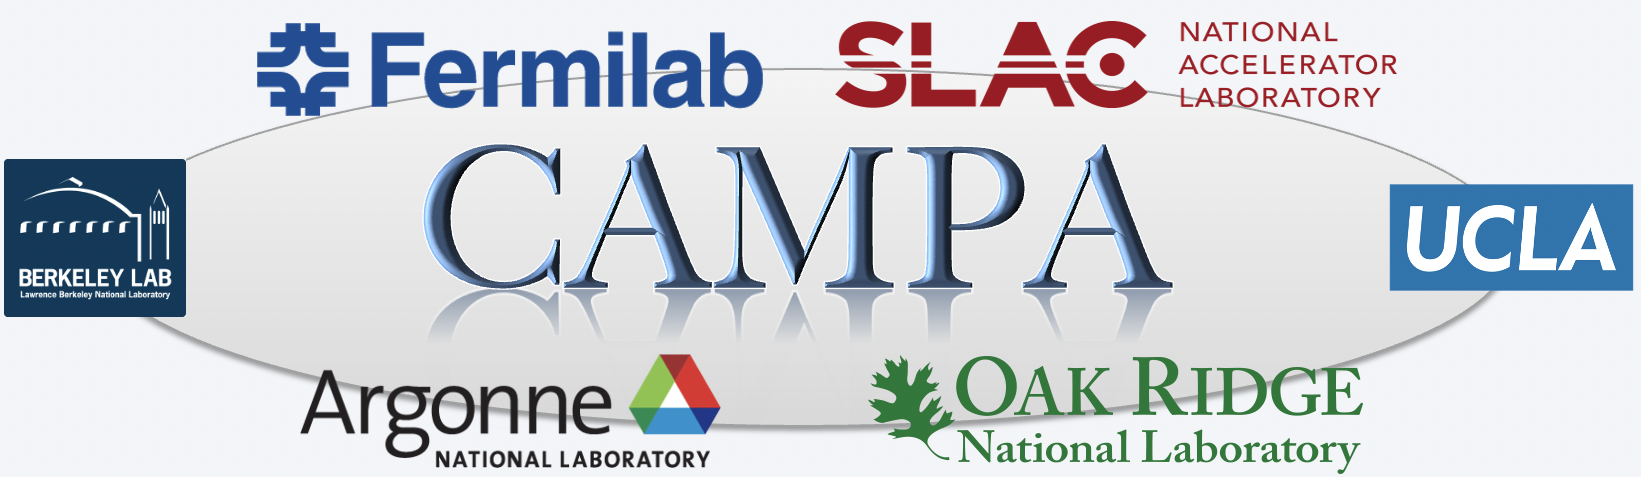 Fermilab
SLAC
NATIONAL
ACCELERATOR
LABORATORY
CAMPA
BERKELEY LAB
Lawrence Berkeley National Laboratory
UCLA
Argonne
NATIONAL LABORATORY
OAK RIDGE
National Laboratory